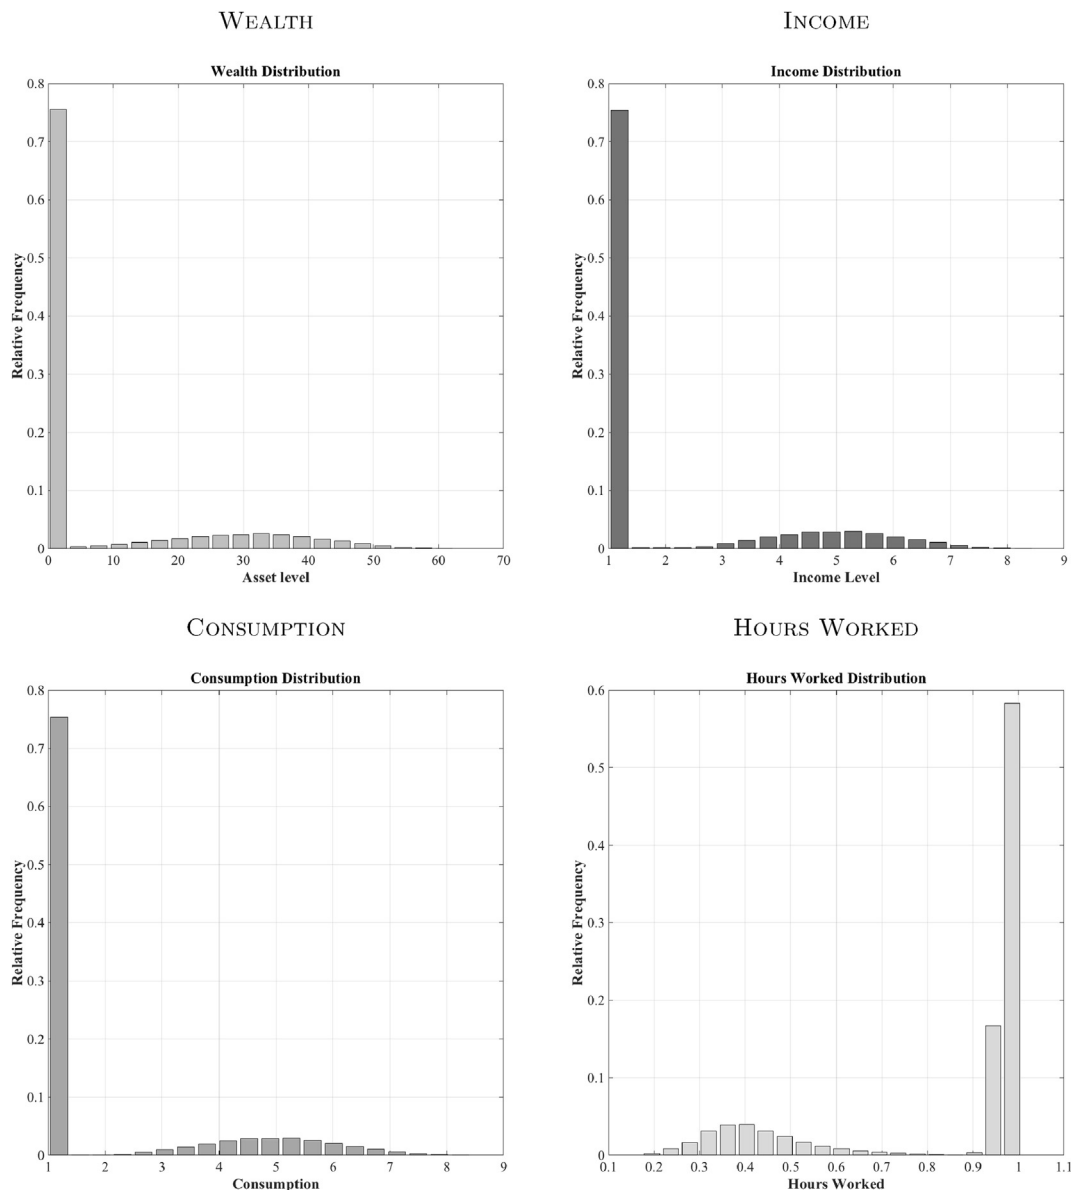 WEALTH
INCOME
Wealth Distribution
0.8
0.7
0.6
0.5
0.4
0.3
0.2
0.1
0
Relative Frequency
0 10 20 30 40 50 60 70
Asset level
Income Distribution
0.8
0.7
0.6
0.5
0.4
0.3
0.2
0.1
0
Relative Frequency
1 2 3 4 5 6 7 8 9
Income Level
CONSUMPTION
HOURS WORKED
Consumption Distribution
0.8
0.7
0.6
0.5
0.4
0.3
0.2
0.1
0
Relative Frequency
1 2 3 4 5 6 7 8 9
Consumption
Hours Worked Distribution
0.6
0.5
0.4
0.3
0.2
0.1
0
Relative Frequency
0.1 0.2 0.3 0.4 0.5 0.6 0.7 0.8 0.9 1 1.1
Hours Worked